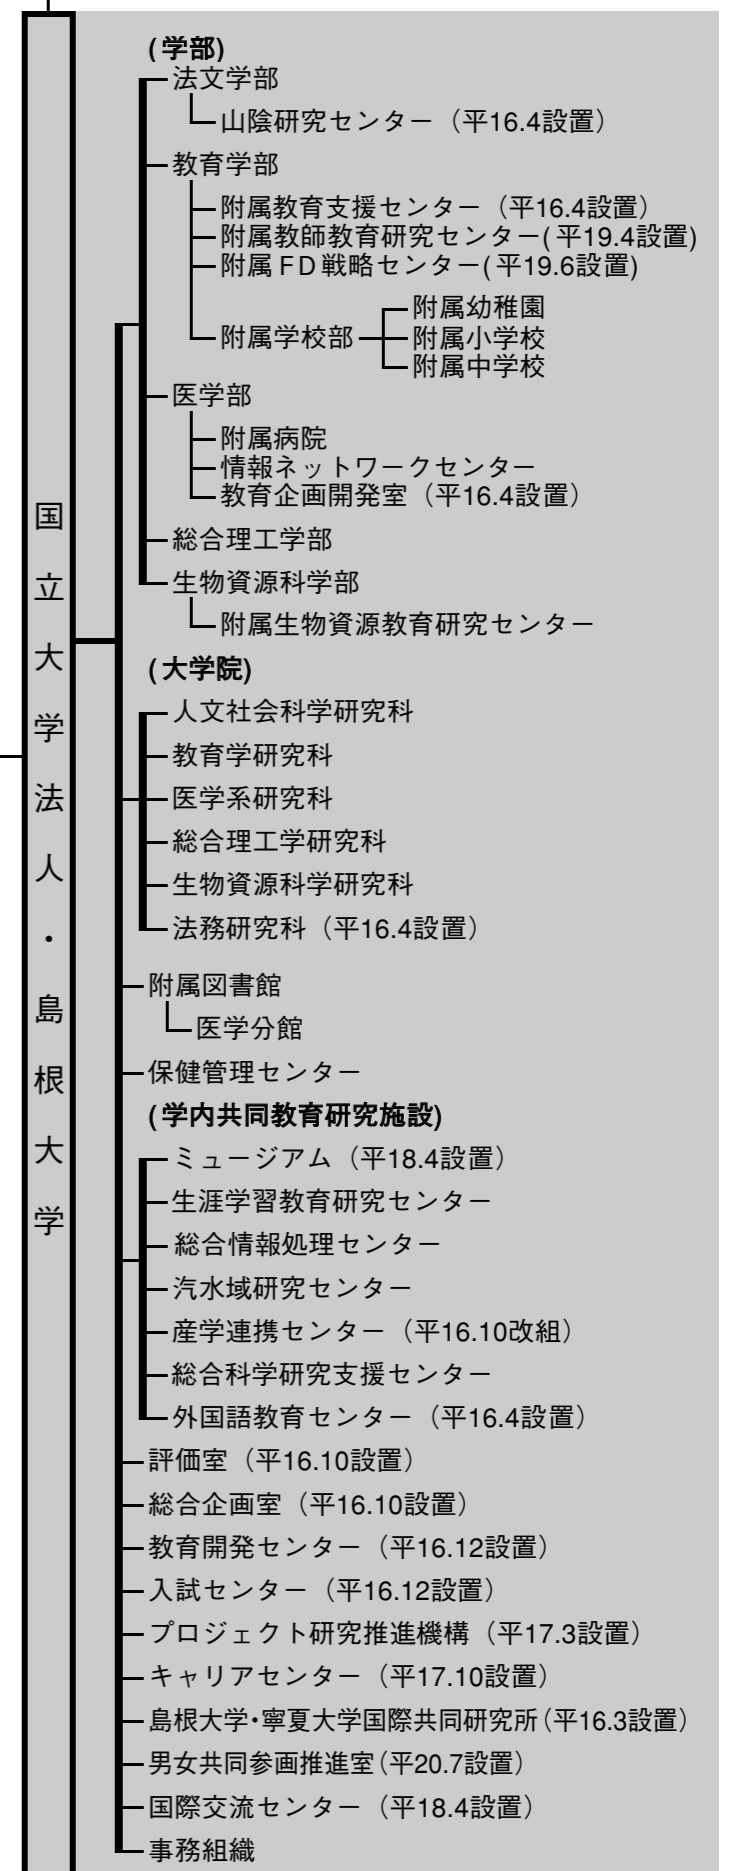 国立大学法人・島根大学
(学部)
法文学部
山陰研究センター（平16.4設置）
教育学部
附属教育支援センター（平16.4設置）
附属教師教育研究センター(平19.4設置)
附属FD戦略センター(平19.6設置)
附属幼稚園
附属学校部
附属小学校
附属中学校
医学部
附属病院
情報ネットワークセンター
教育企画開発室（平16.4設置）
総合理工学部
生物資源科学部
附属生物資源教育研究センター
(大学院)
人文社会科学研究科
教育学研究科
医学系研究科
総合理工学研究科
生物資源科学研究科
法務研究科（平16.4設置）
附属図書館
医学分館
保健管理センター
(学内共同教育研究施設)
ミュージアム（平18.4設置）
生涯学習教育研究センター
総合情報処理センター
汽水域研究センター
産学連携センター（平16.10改組）
総合科学研究支援センター
外国語教育センター（平16.4設置）
評価室（平16.10設置）
総合企画室（平16.10設置）
教育開発センター（平16.12設置）
入試センター（平16.12設置）
プロジェクト研究推進機構（平17.3設置）
キャリアセンター（平17.10設置）
島根大学・寧夏大学国際共同研究所（平16.3設置）
男女共同参画推進室（平20.7設置）
国際交流センター（平18.4設置）
事務組織